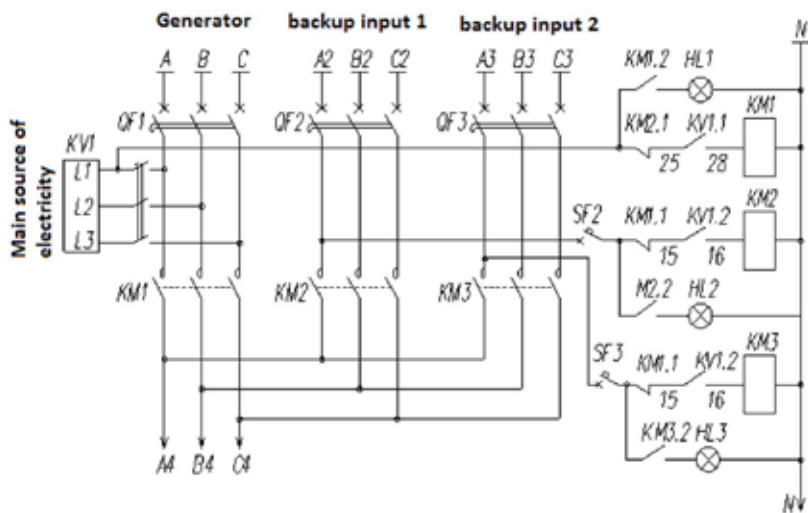 Generator backup input 1 backup input 2
A B C A2 B2 C2 A3 B3 C3 N
KM1.2 HL1
QF1 QF2 QF3 KM2.1 KV1.1 KM1
KV1
25 28
L1
L2
L3
Main source of
electricity
SF2 KM1.1 KV1.2 KM2
15 16
KM1 KM2 KM3 M2.2 HL2
SF3 KM1.1 KV1.2 KM3
15 16
KM3.2 HL3
A4 B4 C4 N